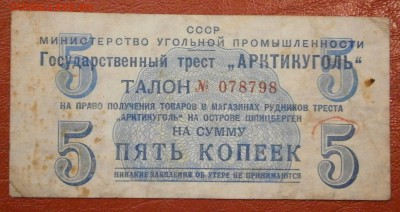 СССР
МИНИСТЕРСТВО УГОЛЬНОЙ ПРОМЫШЛЕННОСТИ
Государственный трест „АРКТИКУГОЛЬ“
5 ТАЛОН № 078798 5
НА ПРАВО ПОЛУЧЕНИЯ ТОВАРОВ В МАГАЗИНАХ РУДНИКОВ ТРЕСТА
„АРКТИКУГОЛЬ“ НА ОСТРОВЕ ШПИЦБЕРГЕН
НА СУММУ
5 ПЯТЬ КОПЕЕК 5
НИКАКИЕ ЗАЯВЛЕНИЯ ОБ УТЕРЕ НЕ ПРИНИМАЮТСЯ